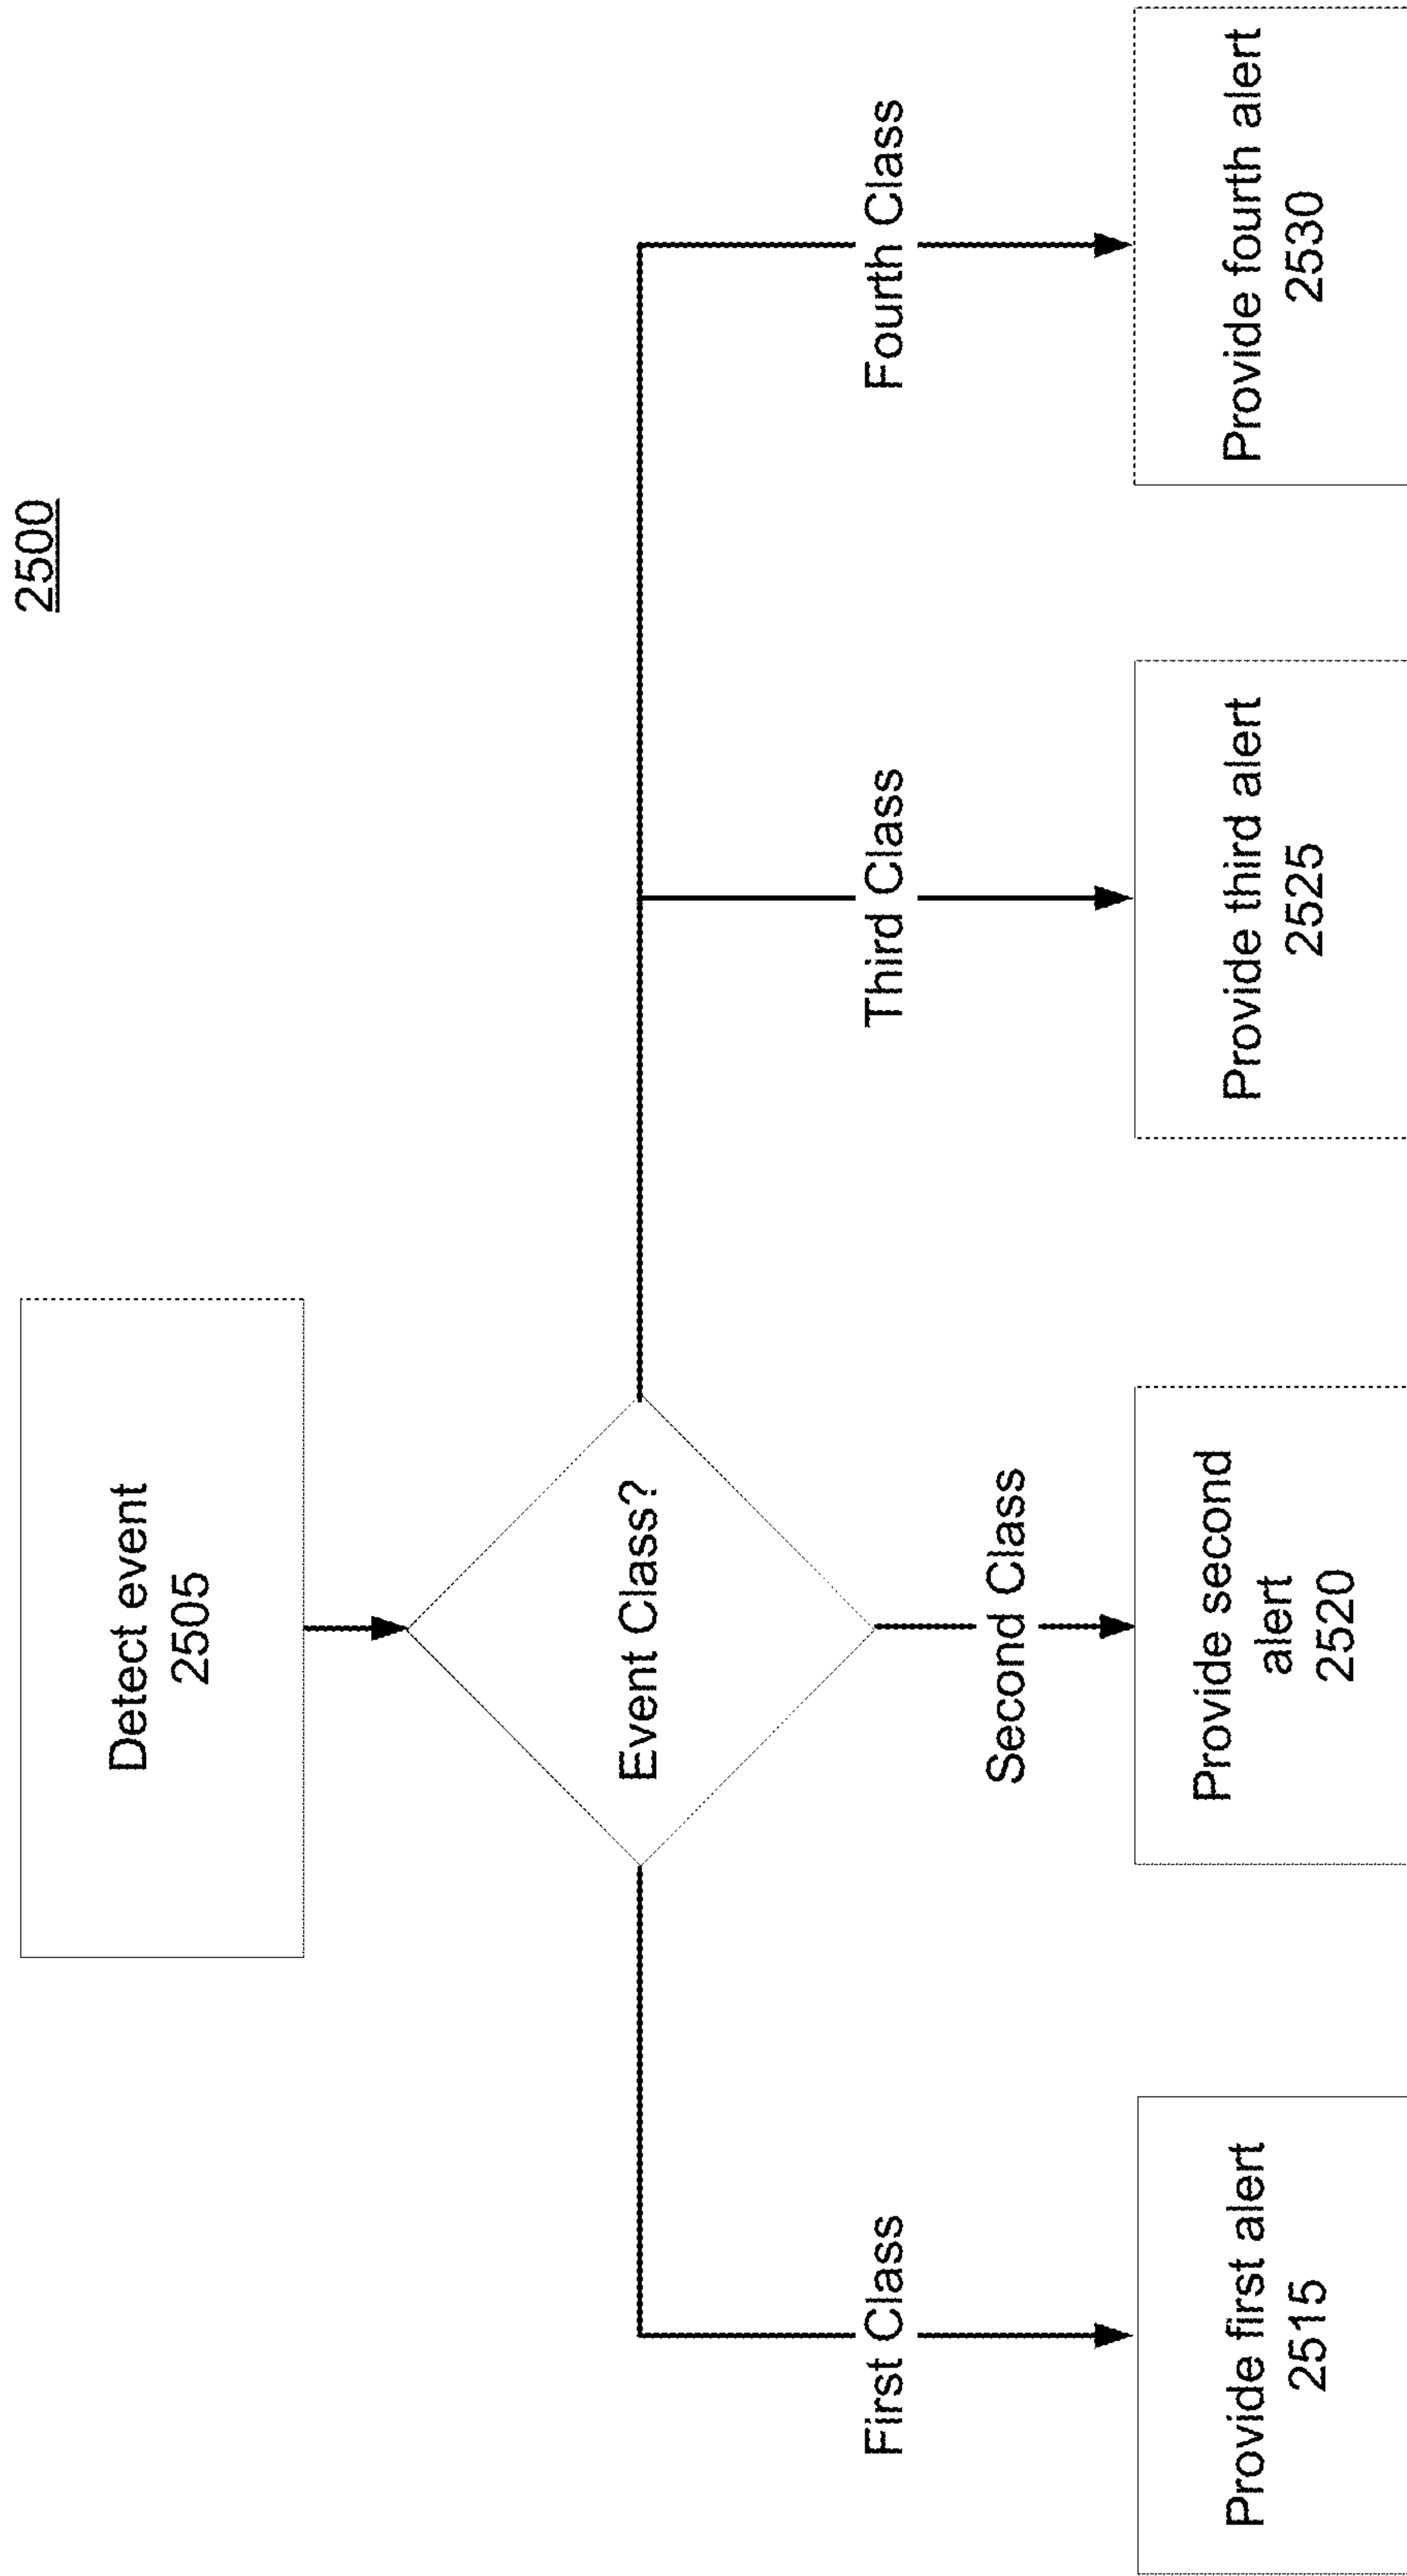 2500
Detect event
2505
Event Class?
First Class
Second Class
Third Class
Fourth Class
Provide first alert
2515
Provide second
alert
2520
Provide third alert
2525
Provide fourth alert
2530